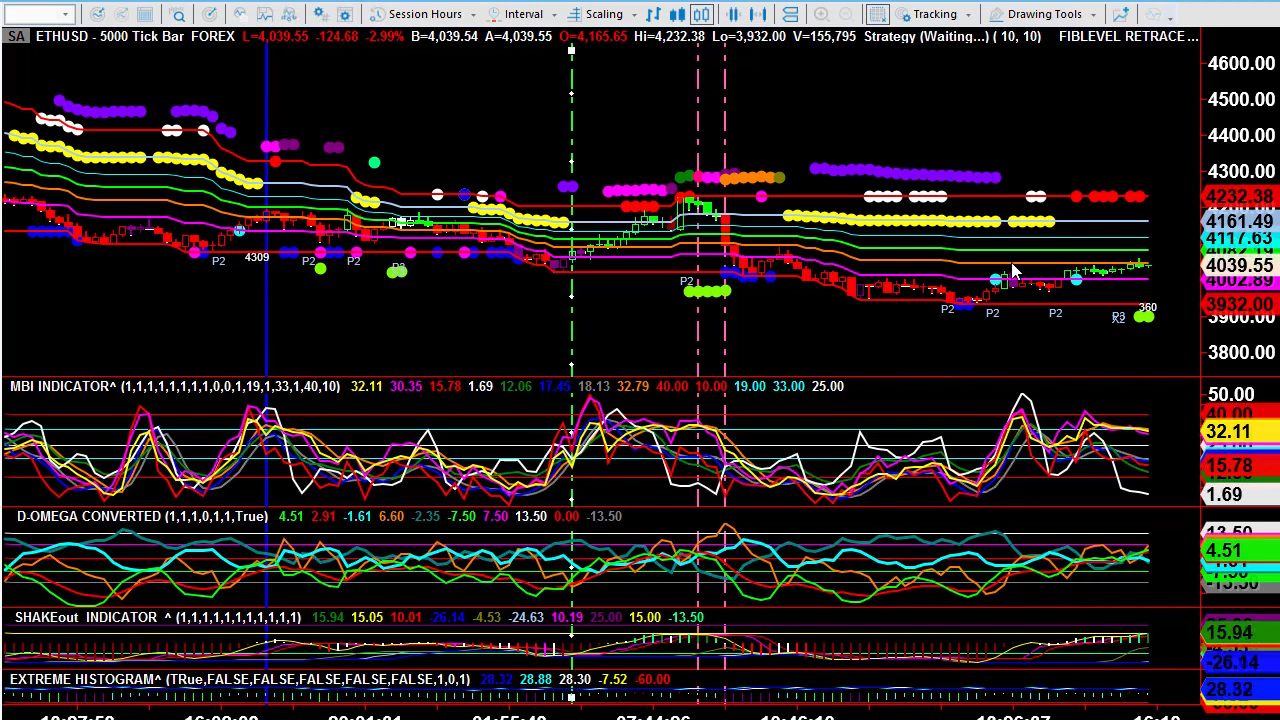 Session Hours Interval Scaling Tracking Drawing Tools
SA ETHUSD - 5000 Tick Bar FOREX L=4,039.55 -124.68 -2.99% B=4,039.54 A=4,039.55 O=4,165.65 Hi=4,232.38 Lo=3,932.00 V=155,795 Strategy (Waiting...) ( 10, 10) FIBLEVEL RETRACE ...
4600.00
4500.00
4400.00
4300.00
4232.38
4161.49
4117.63
4039.55
4002.89
3932.00
3900.00
3800.00
P2 4309 P2 P2 P2 P2 P2 P2 360
X2
MBI INDICATOR^ (1,1,1,1,1,1,1,1,0,0,1,19,1,33,1,40,10) 32.11 30.35 15.78 1.69 12.06 17.45 18.13 32.79 40.00 10.00 19.00 33.00 25.00
50.00
40.00
32.11
15.78
1.69
D-OMEGA CONVERTED (1,1,1,0,1,1,True) 4.51 2.91 -1.61 6.60 -2.35 -7.50 7.50 13.50 0.00 -13.50
13.50
4.51
-13.50
SHAKEout INDICATOR ^ (1,1,1,1,1,1,1,1,1,1,1,1) 15.94 15.05 10.01 -26.14 -4.53 -24.63 10.19 25.00 15.00 -13.50
15.94
-26.14
EXTREME HISTOGRAM^ (TRue,FALSE,FALSE,FALSE,FALSE,FALSE,1,0,1) 28.32 28.88 28.30 -7.52 -60.00
28.32